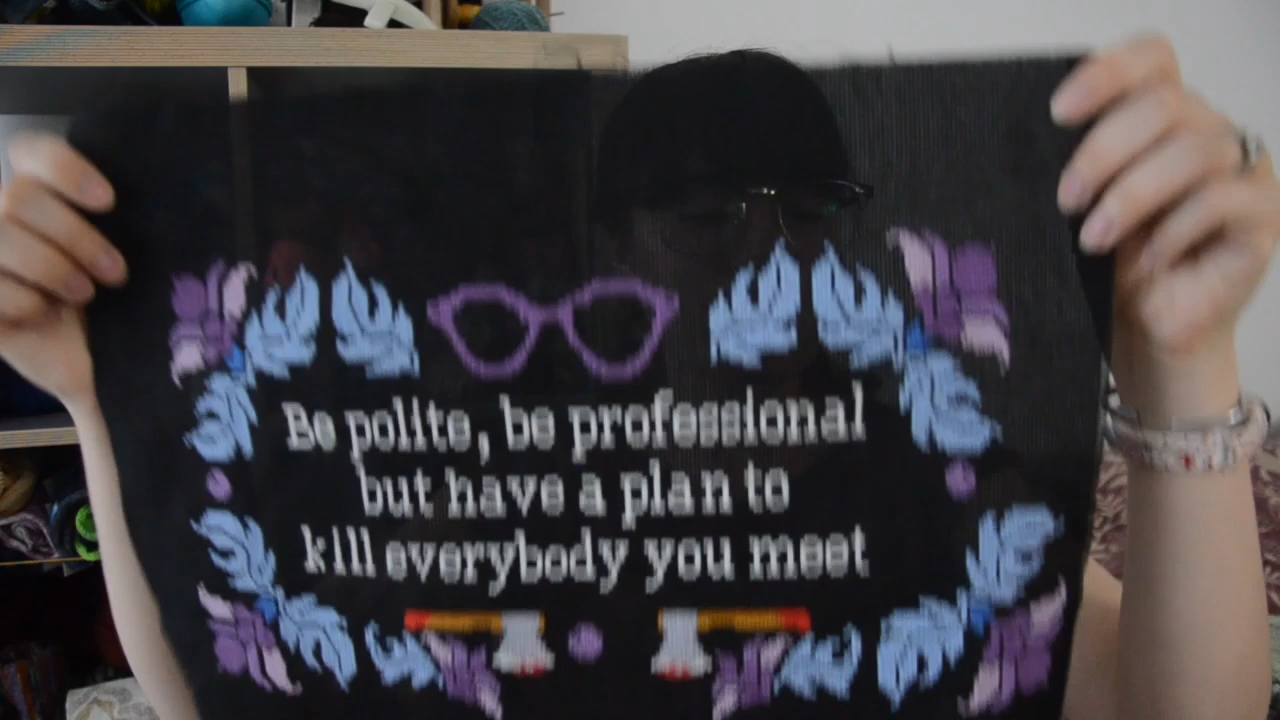 Be polite, be professional
but have a plan to
kill everybody you meet